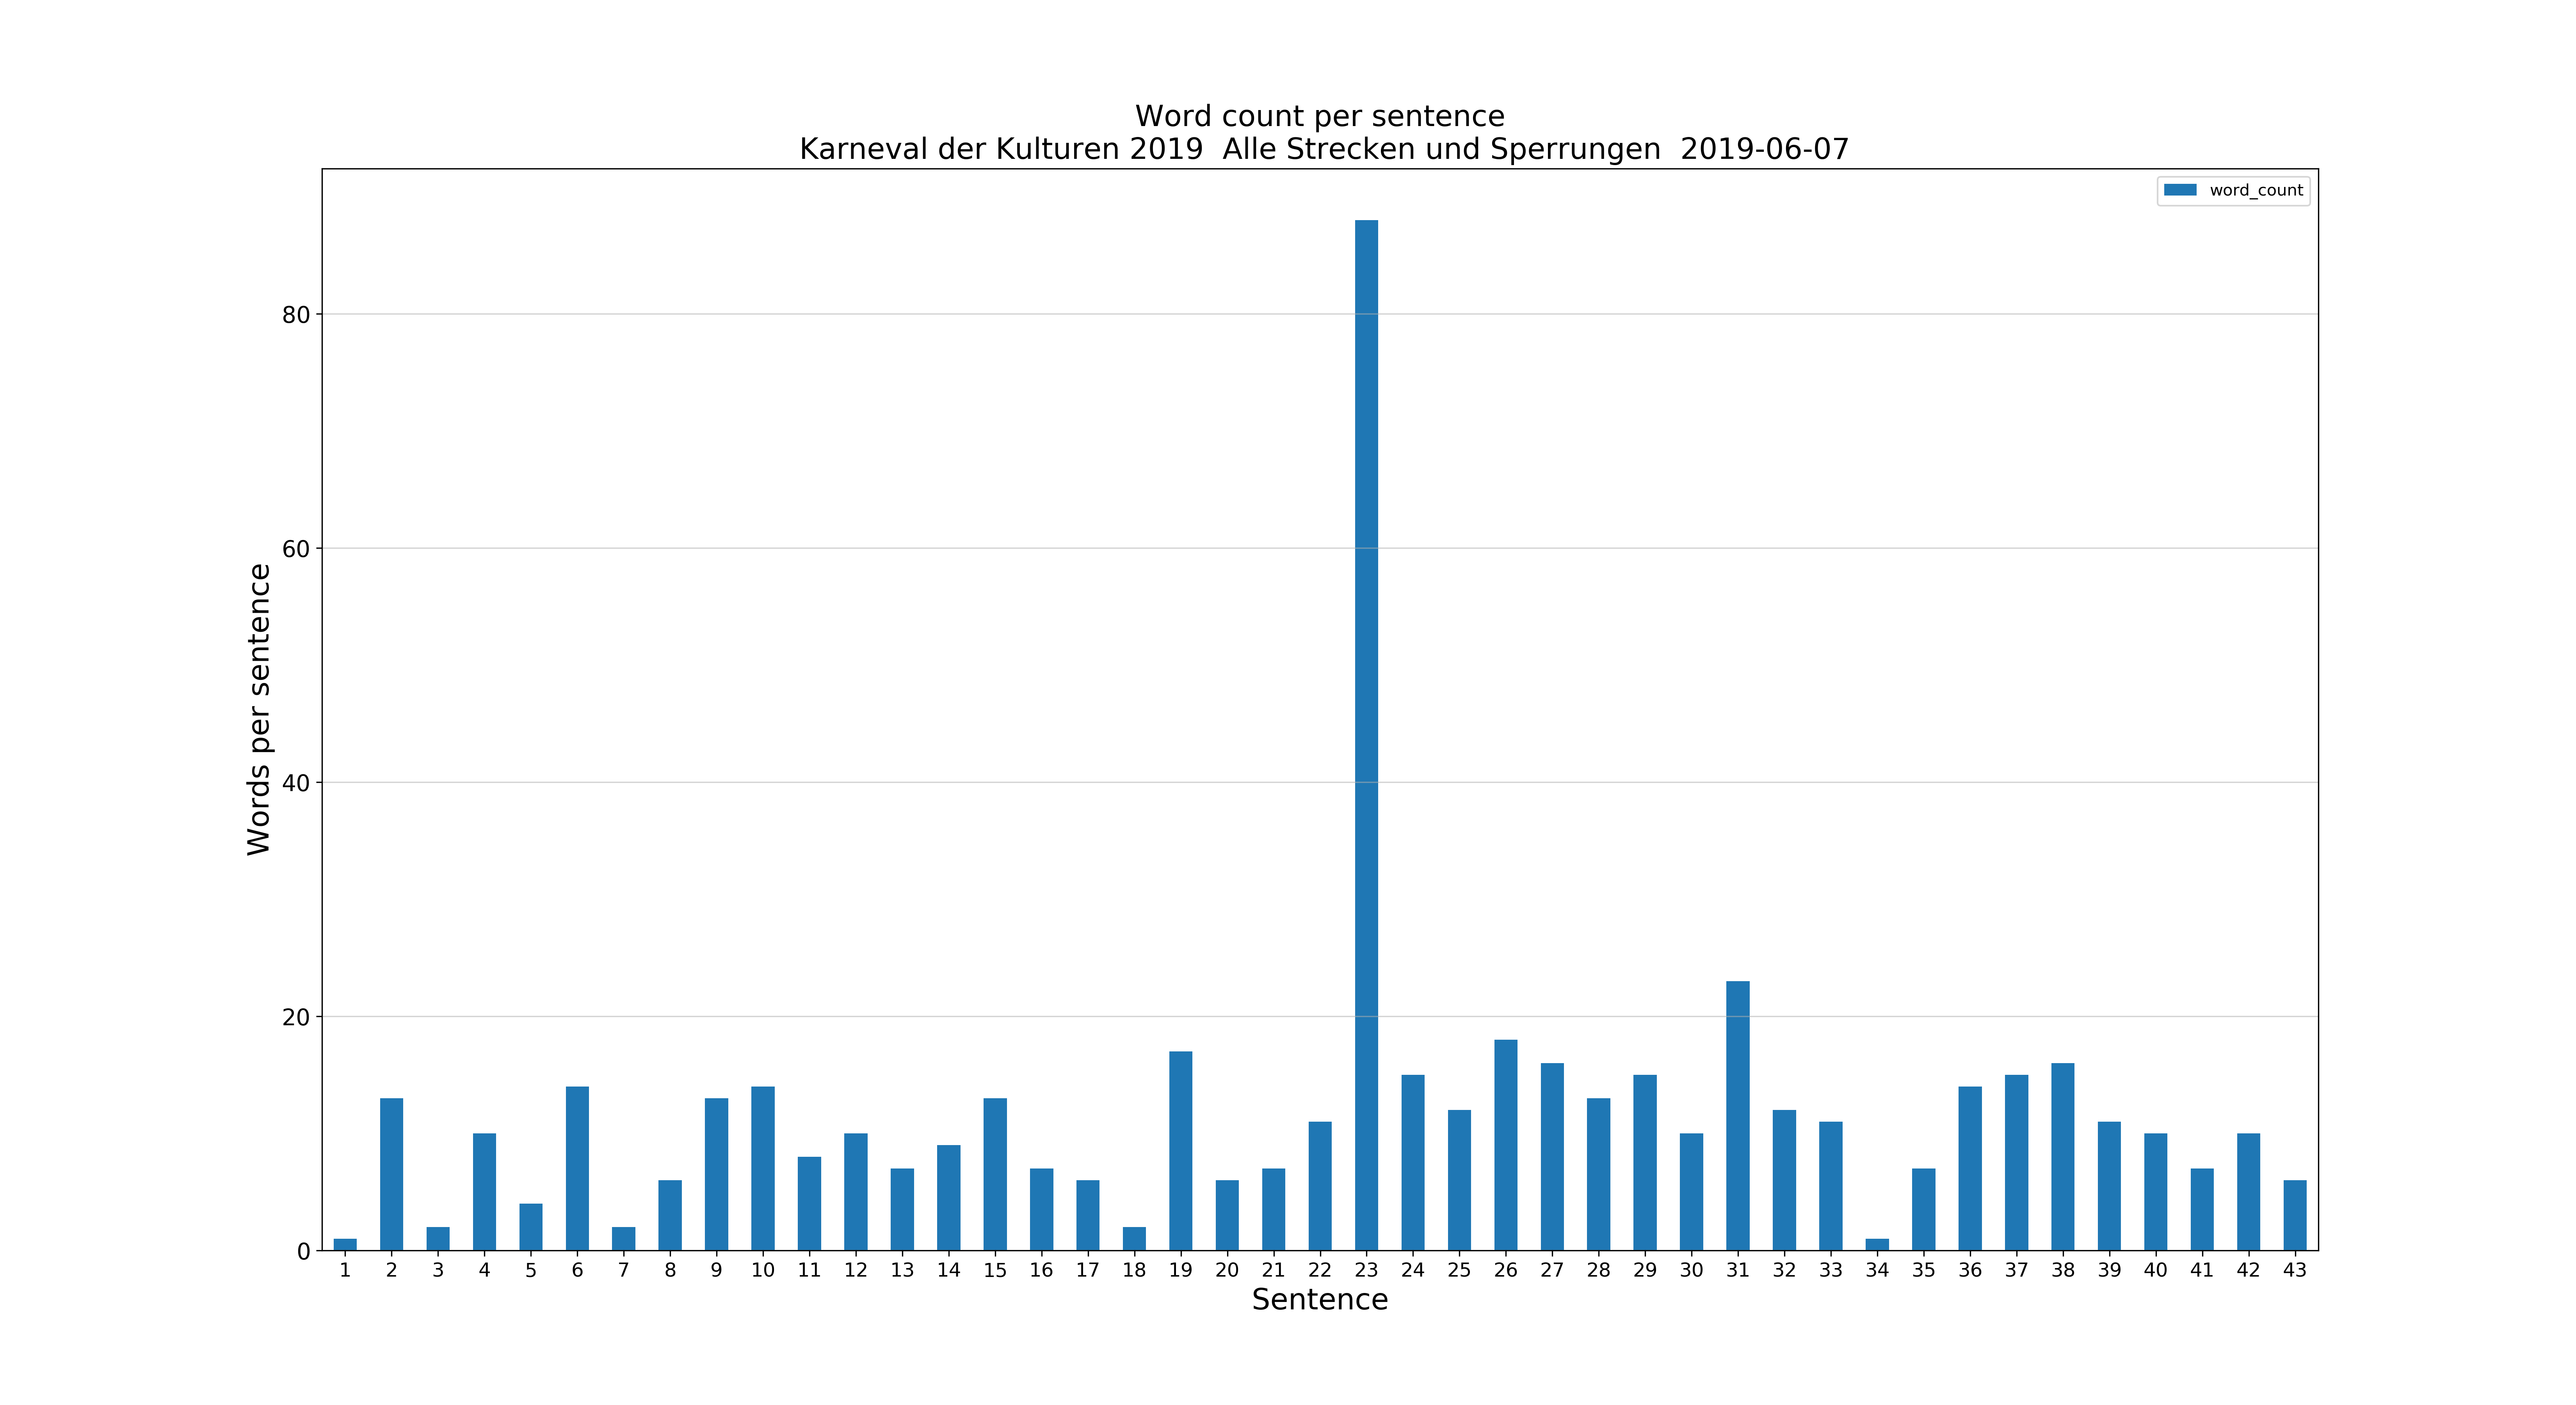 Word count per sentence
Karneval der Kulturen 2019  Alle Strecken und Sperrungen  2019-06-07
word_count
80
60
40
20
0
Words per sentence
1 2 3 4 5 6 7 8 9 10 11 12 13 14 15 16 17 18 19 20 21 22 23 24 25 26 27 28 29 30 31 32 33 34 35 36 37 38 39 40 41 42 43
Sentence